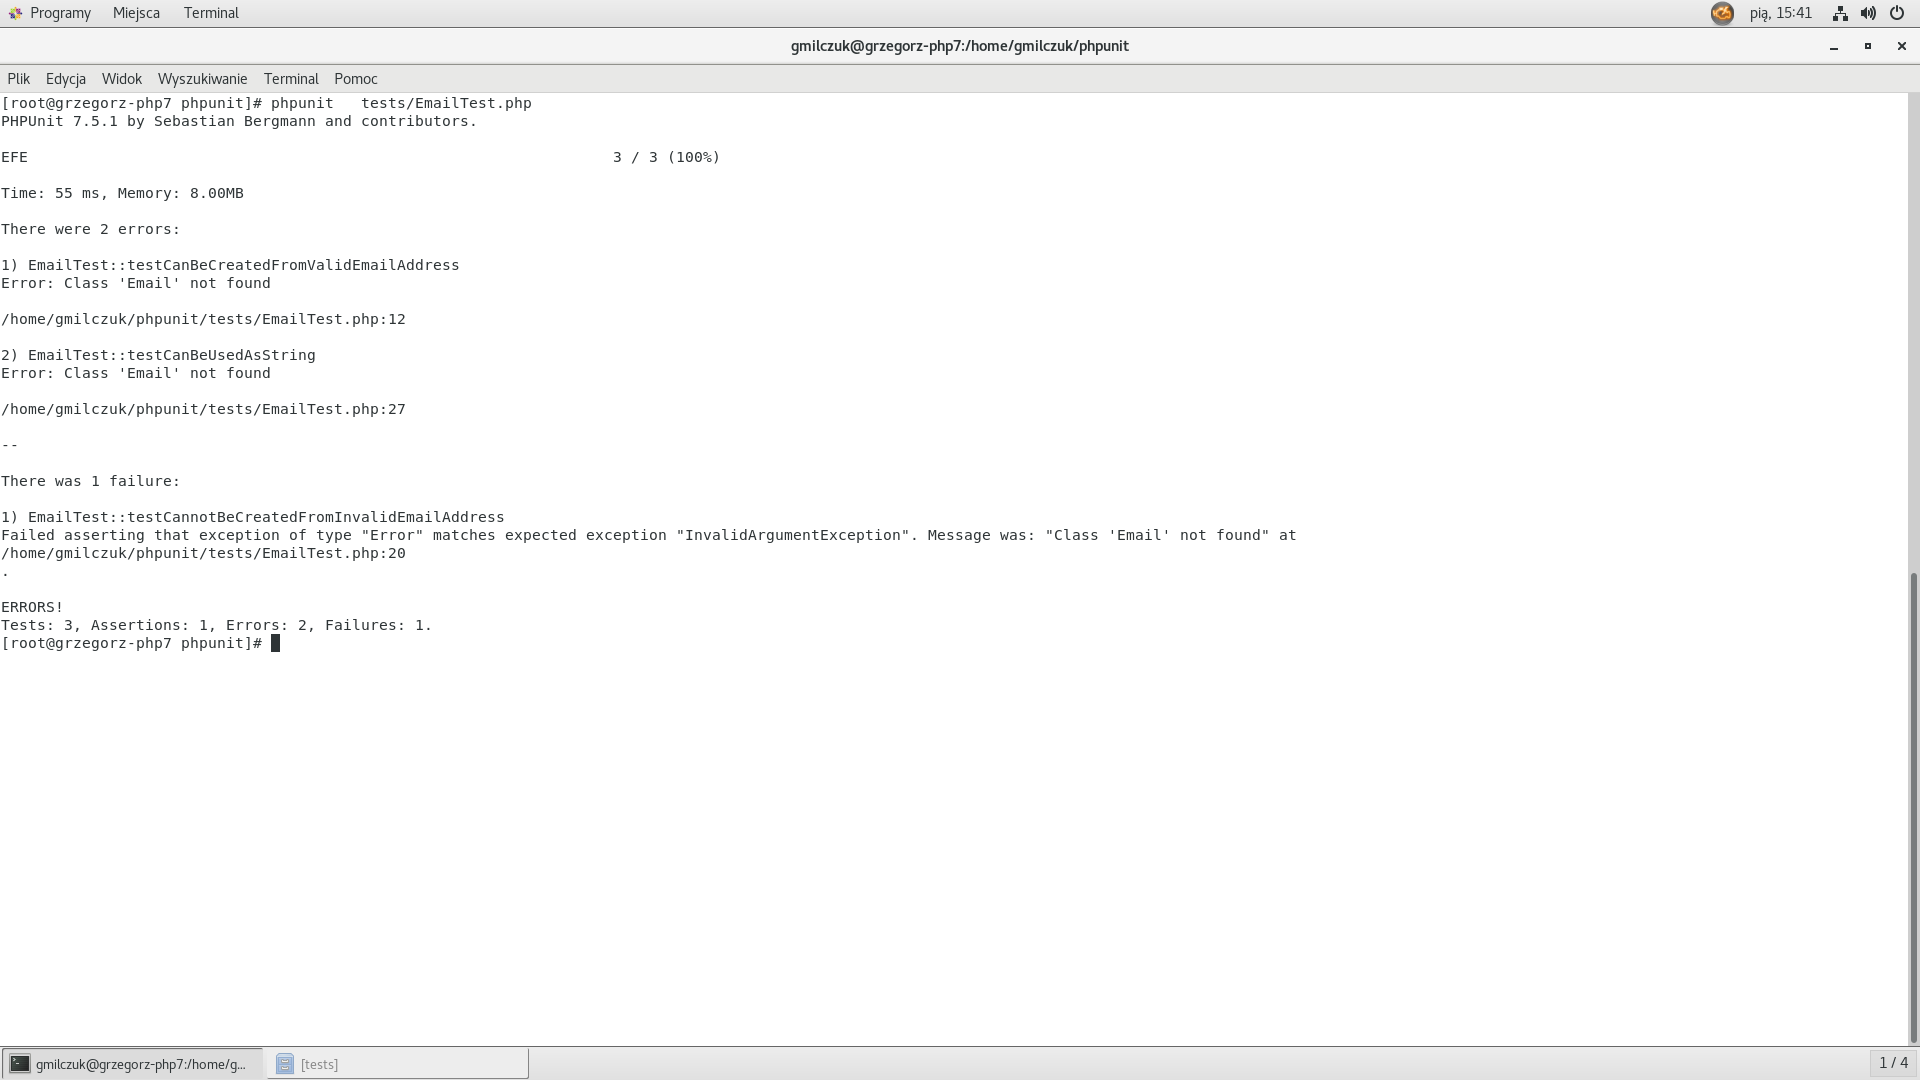 Programy Miejsca Terminal pią, 15:41
gmilczuk@grzegorz-php7:/home/gmilczuk/phpunit
Plik Edycja Widok Wyszukiwanie Terminal Pomoc
[root@grzegorz-php7 phpunit]# phpunit   tests/EmailTest.php
PHPUnit 7.5.1 by Sebastian Bergmann and contributors.
EFE                                                                 3 / 3 (100%)
Time: 55 ms, Memory: 8.00MB
There were 2 errors:
1) EmailTest::testCanBeCreatedFromValidEmailAddress
Error: Class 'Email' not found
/home/gmilczuk/phpunit/tests/EmailTest.php:12
2) EmailTest::testCanBeUsedAsString
Error: Class 'Email' not found
/home/gmilczuk/phpunit/tests/EmailTest.php:27
--
There was 1 failure:
1) EmailTest::testCannotBeCreatedFromInvalidEmailAddress
Failed asserting that exception of type "Error" matches expected exception "InvalidArgumentException". Message was: "Class 'Email' not found" at
/home/gmilczuk/phpunit/tests/EmailTest.php:20
.
ERRORS!
Tests: 3, Assertions: 1, Errors: 2, Failures: 1.
[root@grzegorz-php7 phpunit]#
gmilczuk@grzegorz-php7:/home/g... [tests] 1 / 4